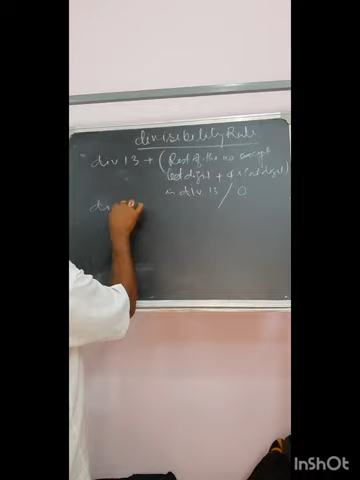 divisibility Rule
div 13 → (Rest of the no except
last digit + 4 x last digit)
is div. 13 / 0
div
InShOt